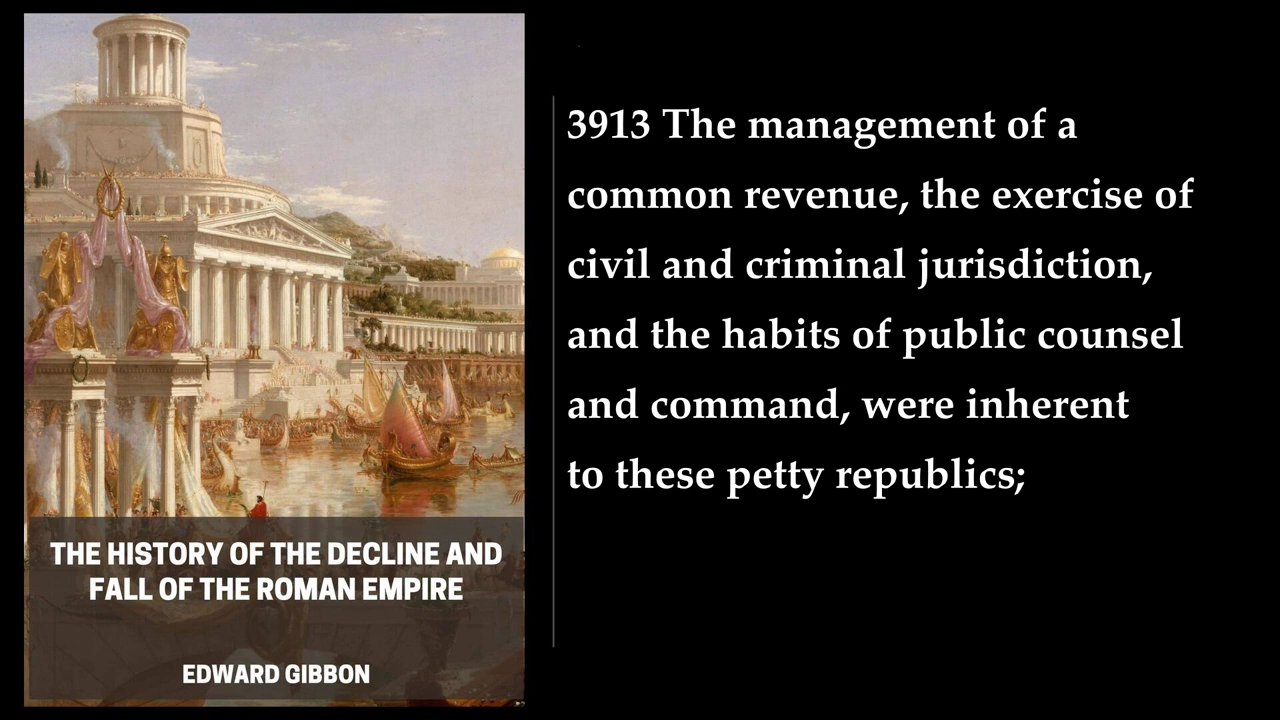 THE HISTORY OF THE DECLINE AND
FALL OF THE ROMAN EMPIRE
EDWARD GIBBON
3913 The management of a
common revenue, the exercise of
civil and criminal jurisdiction,
and the habits of public counsel
and command, were inherent
to these petty republics;